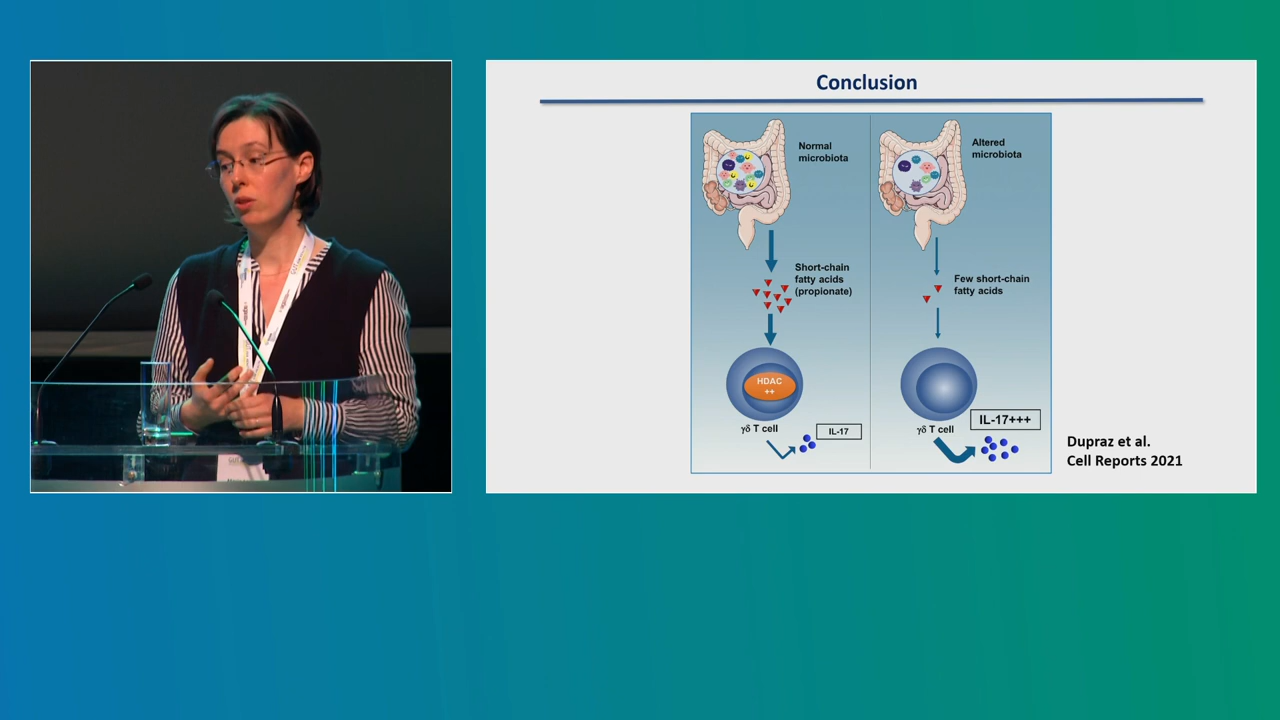 Conclusion
Normal
microbiota
Short-chain
fatty acids
(propionate)
HDAC
++
γδ T cell
IL-17
Altered
microbiota
Few short-chain
fatty acids
γδ T cell
IL-17+++
Dupraz et al.
Cell Reports 2021